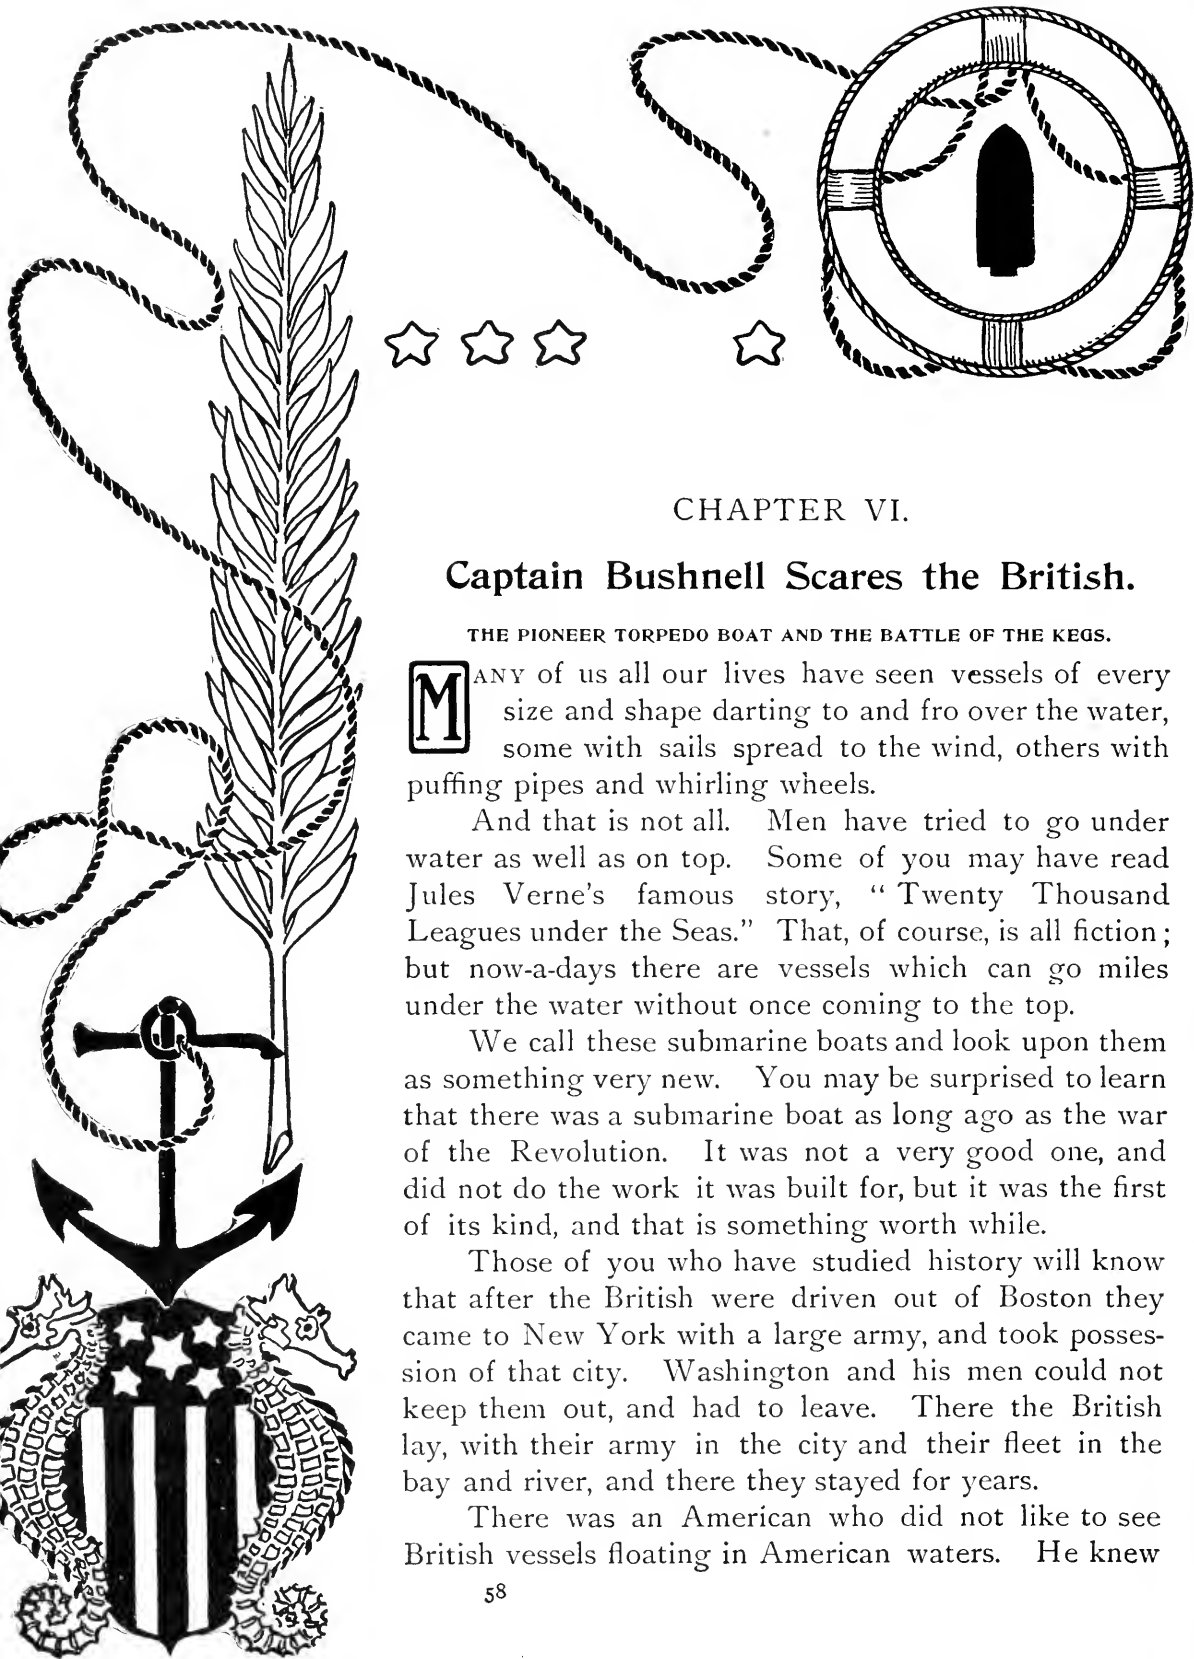 CHAPTER VI.
Captain Bushnell Scares the British.
THE PIONEER TORPEDO BOAT AND THE BATTLE OF THE KEGS.
MANY of us all our lives have seen vessels of every
size and shape darting to and fro over the water,
some with sails spread to the wind, others with
puffing pipes and whirling wheels.
And that is not all. Men have tried to go under
water as well as on top. Some of you may have read
Jules Verne's famous story, "Twenty Thousand
Leagues under the Seas." That, of course, is all fiction;
but now-a-days there are vessels which can go miles
under the water without once coming to the top.
We call these submarine boats and look upon them
as something very new. You may be surprised to learn
that there was a submarine boat as long ago as the war
of the Revolution. It was not a very good one, and
did not do the work it was built for, but it was the first
of its kind, and that is something worth while.
Those of you who have studied history will know
that after the British were driven out of Boston they
came to New York with a large army, and took posses-
sion of that city. Washington and his men could not
keep them out, and had to leave. There the British
lay, with their army in the city and their fleet in the
bay and river, and there they stayed for years.
There was an American who did not like to see
British vessels floating in American waters. He knew
58